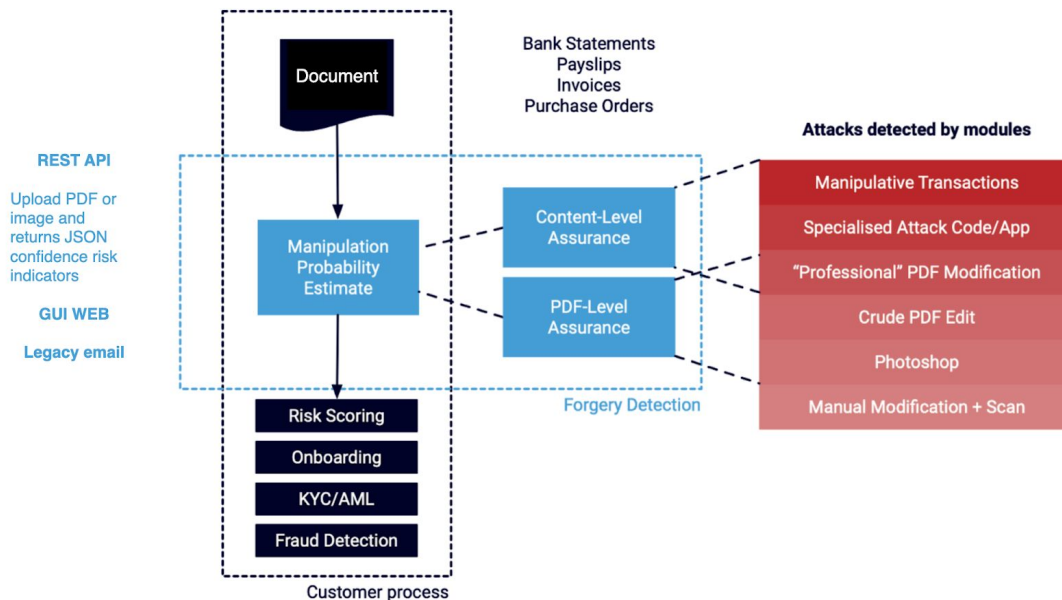 Document
Bank Statements
Payslips
Invoices
Purchase Orders
Attacks detected by modules
REST API
Upload PDF or
image and
returns JSON
confidence risk
indicators
GUI WEB
Legacy email
Manipulation
Probability
Estimate
Content-Level
Assurance
PDF-Level
Assurance
Forgery Detection
Manipulative Transactions
Specialised Attack Code/App
“Professional” PDF Modification
Crude PDF Edit
Photoshop
Manual Modification + Scan
Risk Scoring
Onboarding
KYC/AML
Fraud Detection
Customer process